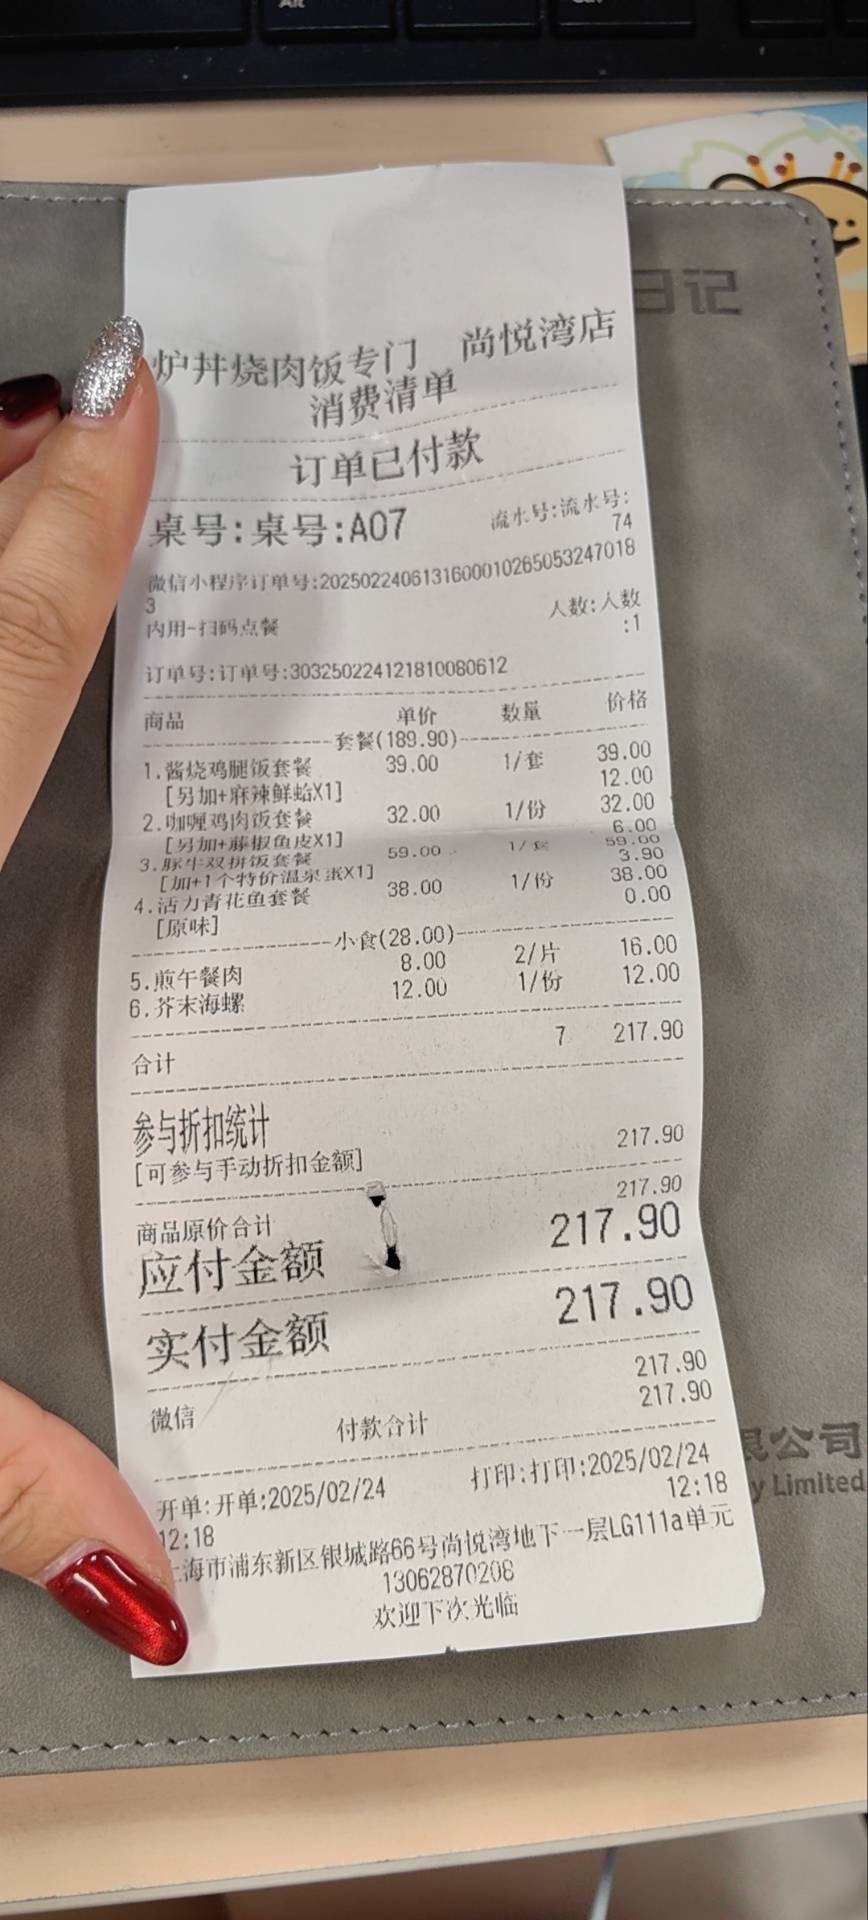 Alt
Ctrl
日记
炉丼烧肉饭专门 尚悦湾店
消费清单
订单已付款
桌号:桌号:A07
流水号:流水号:
74
微信小程序订单号:2025022406131600010265053247018
3
内用-扫码点餐
人数:人数
:1
订单号:订单号:303250224121810080612
商品 单价 数量 价格
套餐(189.90)
1.酱烧鸡腿饭套餐 39.00 1/套 39.00
[另加+麻辣鲜蛤X1] 12.00
2.咖喱鸡肉饭套餐 32.00 1/份 32.00
[另加+藤椒鱼皮X1] 6.00
3.豚牛双拼饭套餐 59.00 1/套 59.00
[加+1个特价温泉蛋X1] 3.90
4.活力青花鱼套餐 38.00 1/份 38.00
[原味] 0.00
小食(28.00)
5.煎午餐肉 8.00 2/片 16.00
6.芥末海螺 12.00 1/份 12.00
合计 7 217.90
参与折扣统计
[可参与手动折扣金额] 217.90
商品原价合计 217.90
应付金额 217.90
实付金额 217.90
微信 217.90
付款合计 217.90
开单:开单:2025/02/24
12:18
打印:打印:2025/02/24
12:18
上海市浦东新区银城路66号尚悦湾地下一层LG111a单元
13062870208
欢迎下次光临
限公司
y Limited